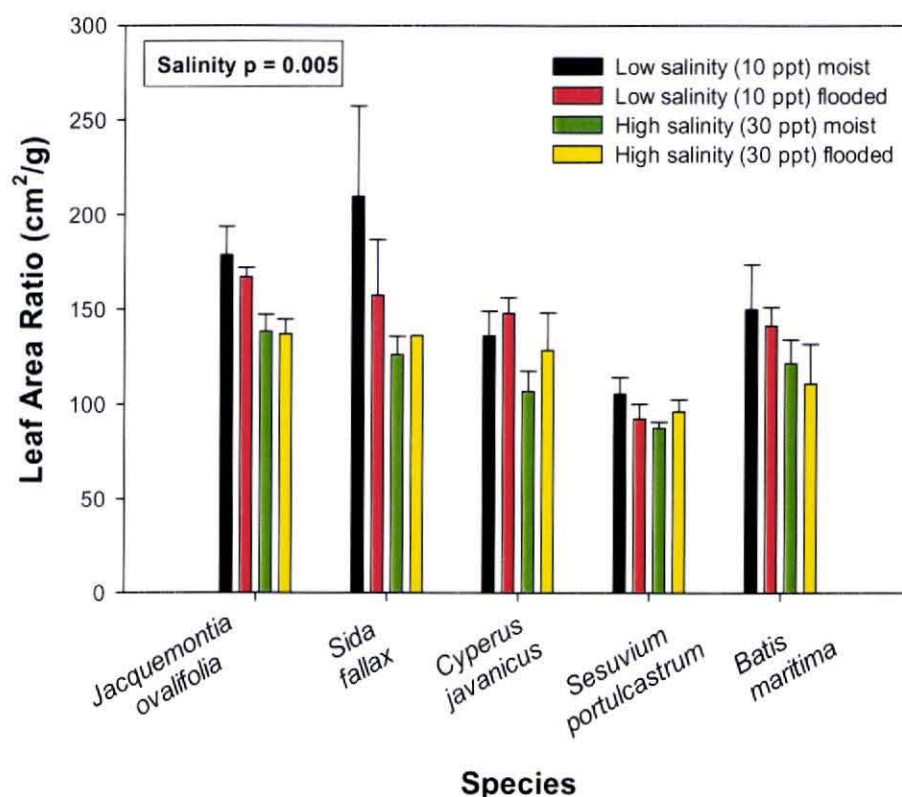 300
250
200
150
100
50
0
Leaf Area Ratio (cm²/g)
Salinity p = 0.005
Low salinity (10 ppt) moist
Low salinity (10 ppt) flooded
High salinity (30 ppt) moist
High salinity (30 ppt) flooded
Jacquemontia
ovalifolia
Sida
fallax
Cyperus
javanicus
Sesuvium
portulcastrum
Batis
maritima
Species